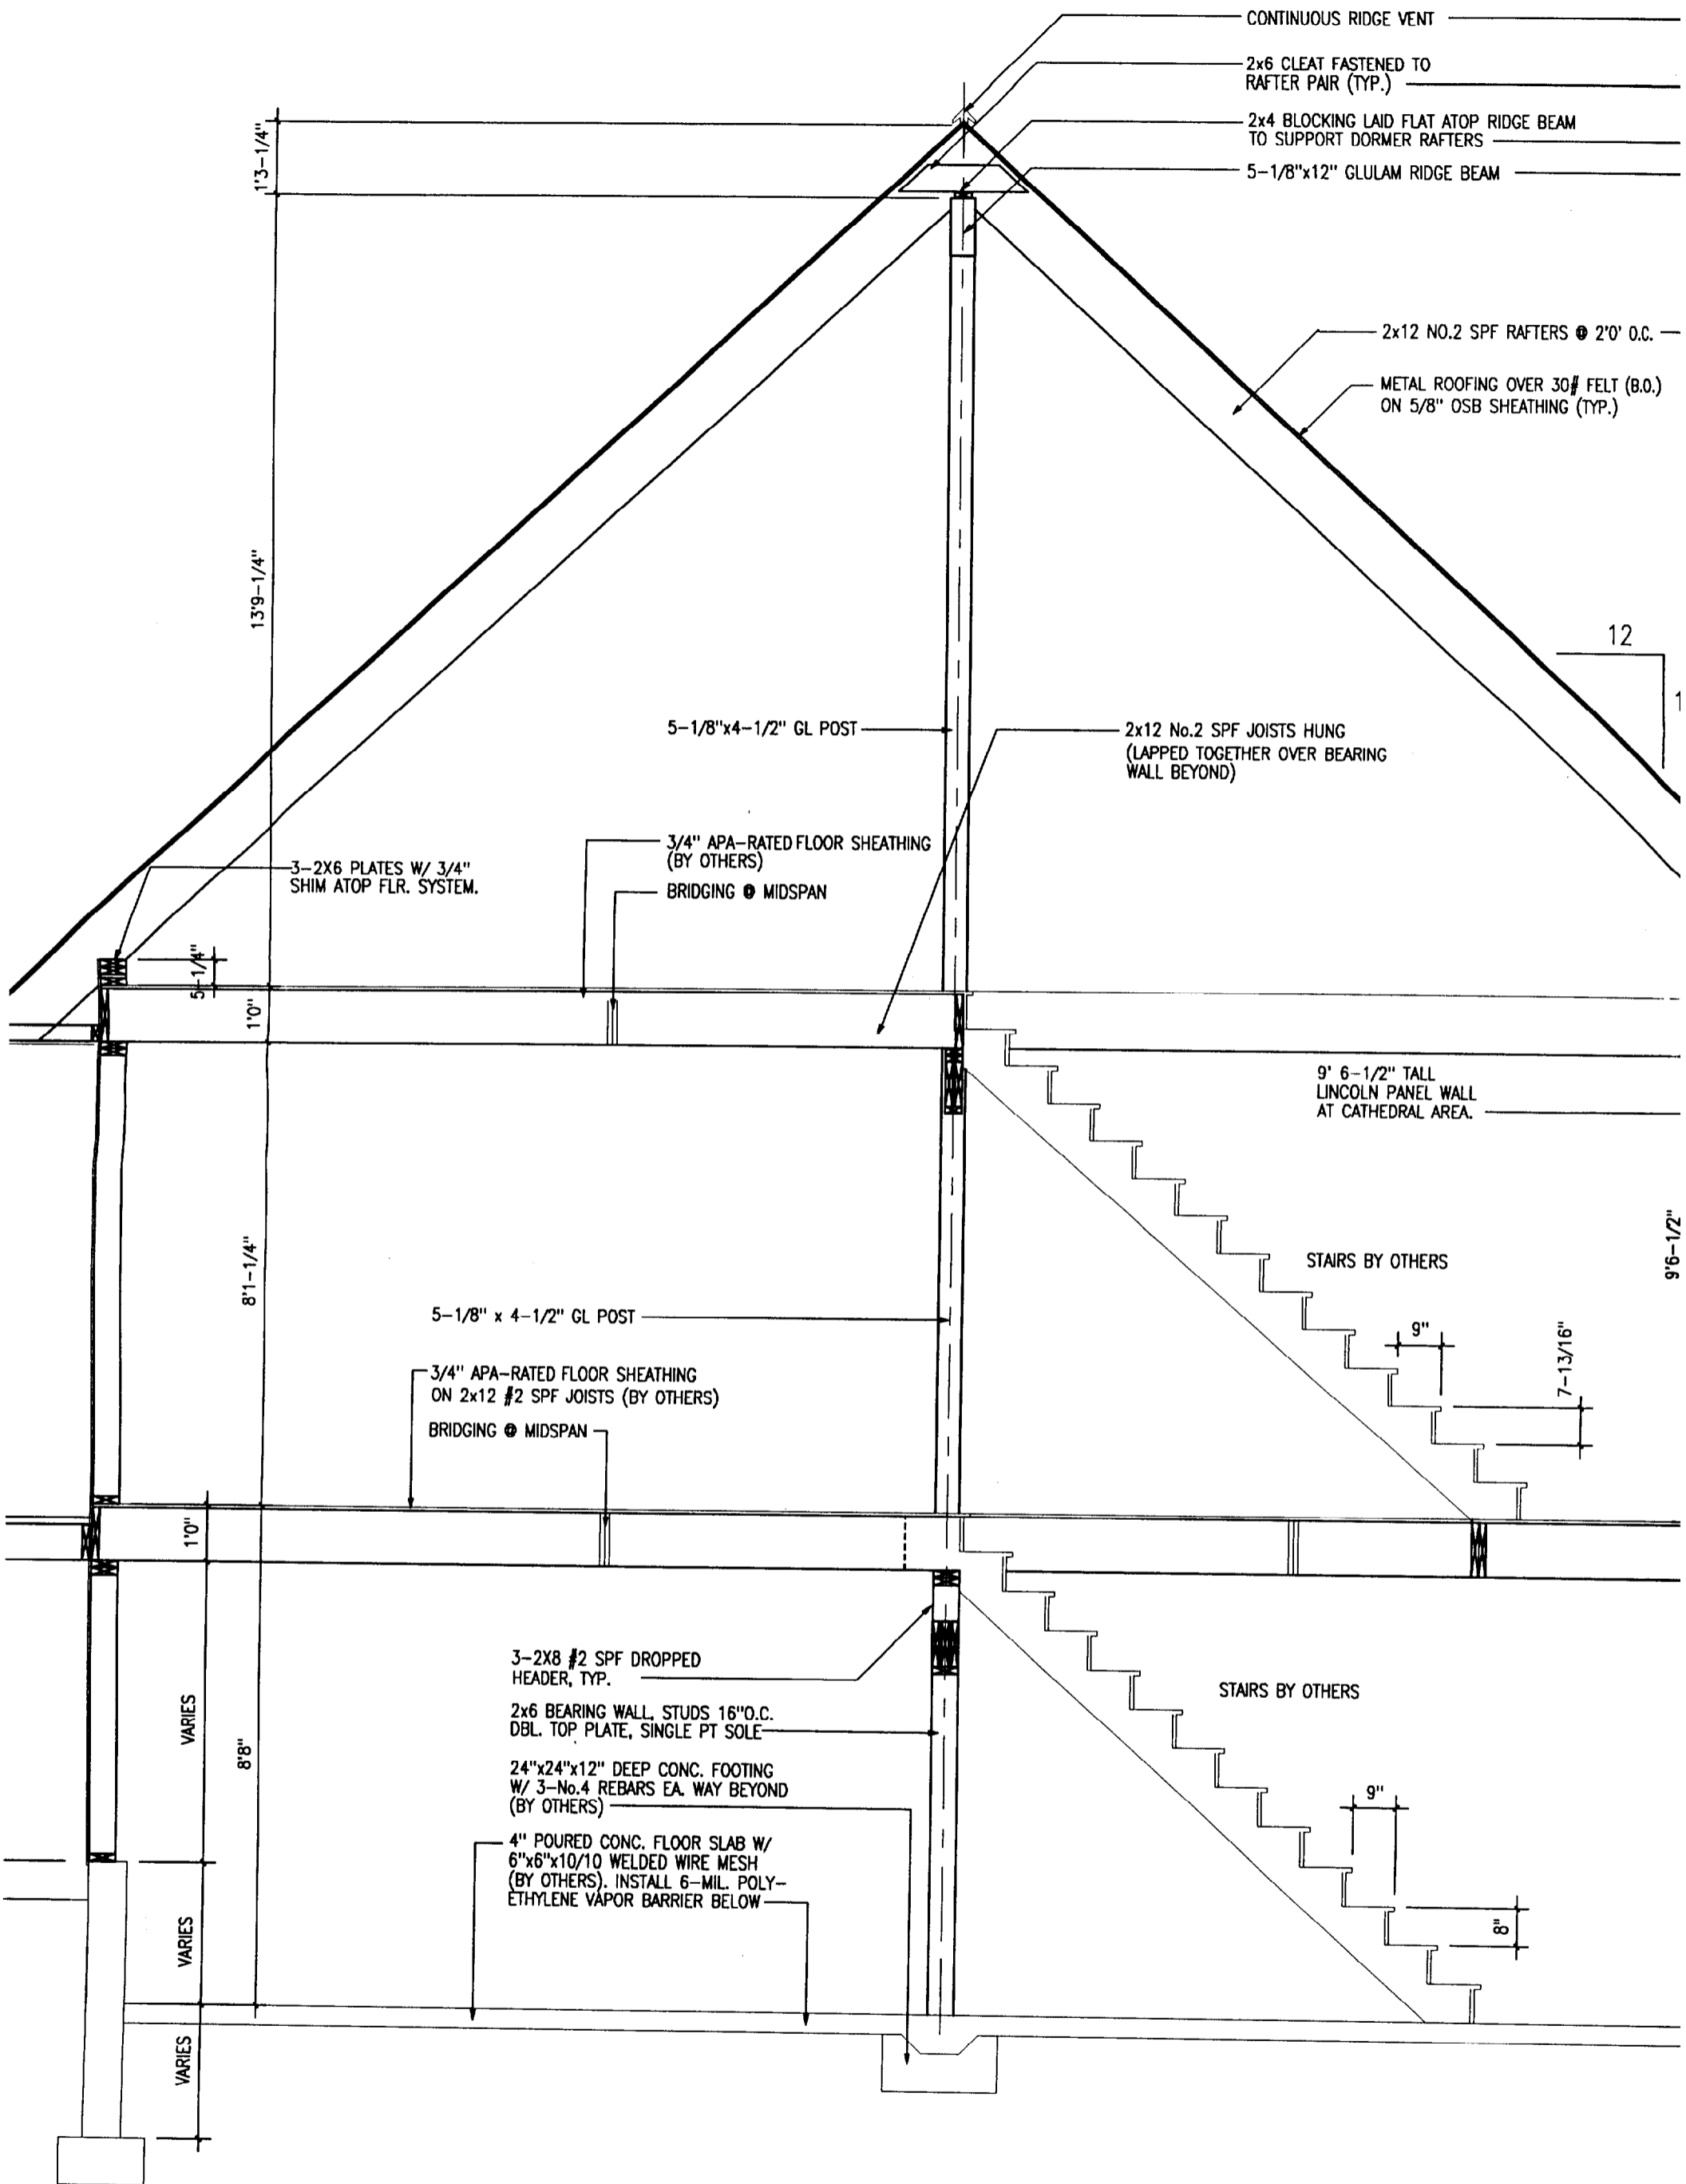 CONTINUOUS RIDGE VENT
2x6 CLEAT FASTENED TO
RAFTER PAIR (TYP.)
2x4 BLOCKING LAID FLAT ATOP RIDGE BEAM
TO SUPPORT DORMER RAFTERS
5-1/8"x12" GLULAM RIDGE BEAM
1'3-1/4"
2x12 NO.2 SPF RAFTERS @ 2'0' O.C.
METAL ROOFING OVER 30# FELT (B.O.)
ON 5/8" OSB SHEATHING (TYP.)
13'9-1/4"
12
1
5-1/8"x4-1/2" GL POST
2x12 No.2 SPF JOISTS HUNG
(LAPPED TOGETHER OVER BEARING
WALL BEYOND)
3/4" APA-RATED FLOOR SHEATHING
(BY OTHERS)
BRIDGING @ MIDSPAN
3-2X6 PLATES W/ 3/4"
SHIM ATOP FLR. SYSTEM.
5-1/4"
1'0"
9' 6-1/2" TALL
LINCOLN PANEL WALL
AT CATHEDRAL AREA.
9'6-1/2"
8'1-1/4"
STAIRS BY OTHERS
5-1/8" x 4-1/2" GL POST
9"
7-13/16"
3/4" APA-RATED FLOOR SHEATHING
ON 2x12 #2 SPF JOISTS (BY OTHERS)
BRIDGING @ MIDSPAN
1'0"
3-2X8 #2 SPF DROPPED
HEADER, TYP.
2x6 BEARING WALL, STUDS 16"O.C.
DBL. TOP PLATE, SINGLE PT SOLE
24"x24"x12" DEEP CONC. FOOTING
W/ 3-No.4 REBARS EA. WAY BEYOND
(BY OTHERS)
4" POURED CONC. FLOOR SLAB W/
6"x6"x10/10 WELDED WIRE MESH
(BY OTHERS). INSTALL 6-MIL. POLY-
ETHYLENE VAPOR BARRIER BELOW
STAIRS BY OTHERS
VARIES
8'8"
9"
8"
VARIES
VARIES